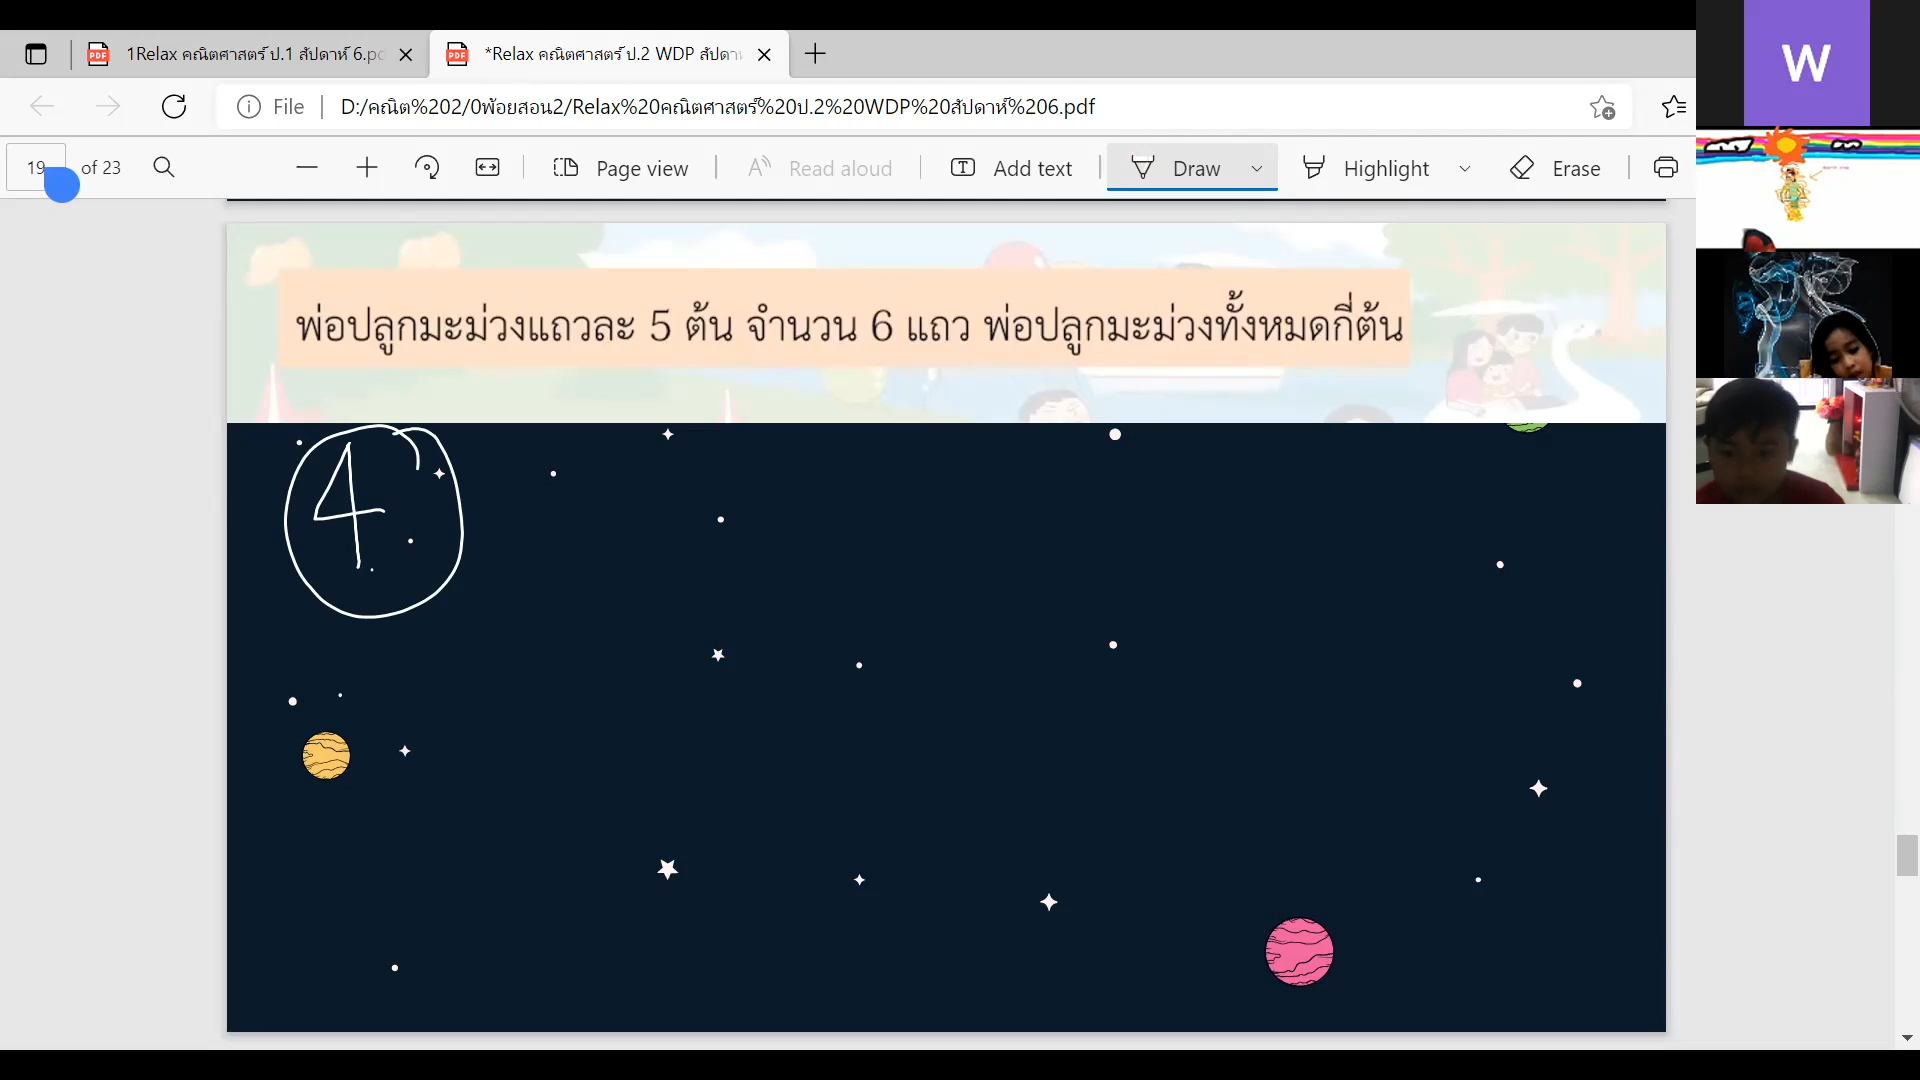 1Relax คณิตศาสตร์ ป.1 สัปดาห์ 6.pd
*Relax คณิตศาสตร์ ป.2 WDP สัปดาห
File
D:/คณิต%202/0พ้อยสอน2/Relax%20คณิตศาสตร์%20ป.2%20WDP%20สัปดาห์%206.pdf
19 of 23
Page view
Read aloud
Add text
Draw
Highlight
Erase
W
พ่อปลูกมะม่วงแถวละ 5 ต้น จำนวน 6 แถว พ่อปลูกมะม่วงทั้งหมดกี่ต้น
4